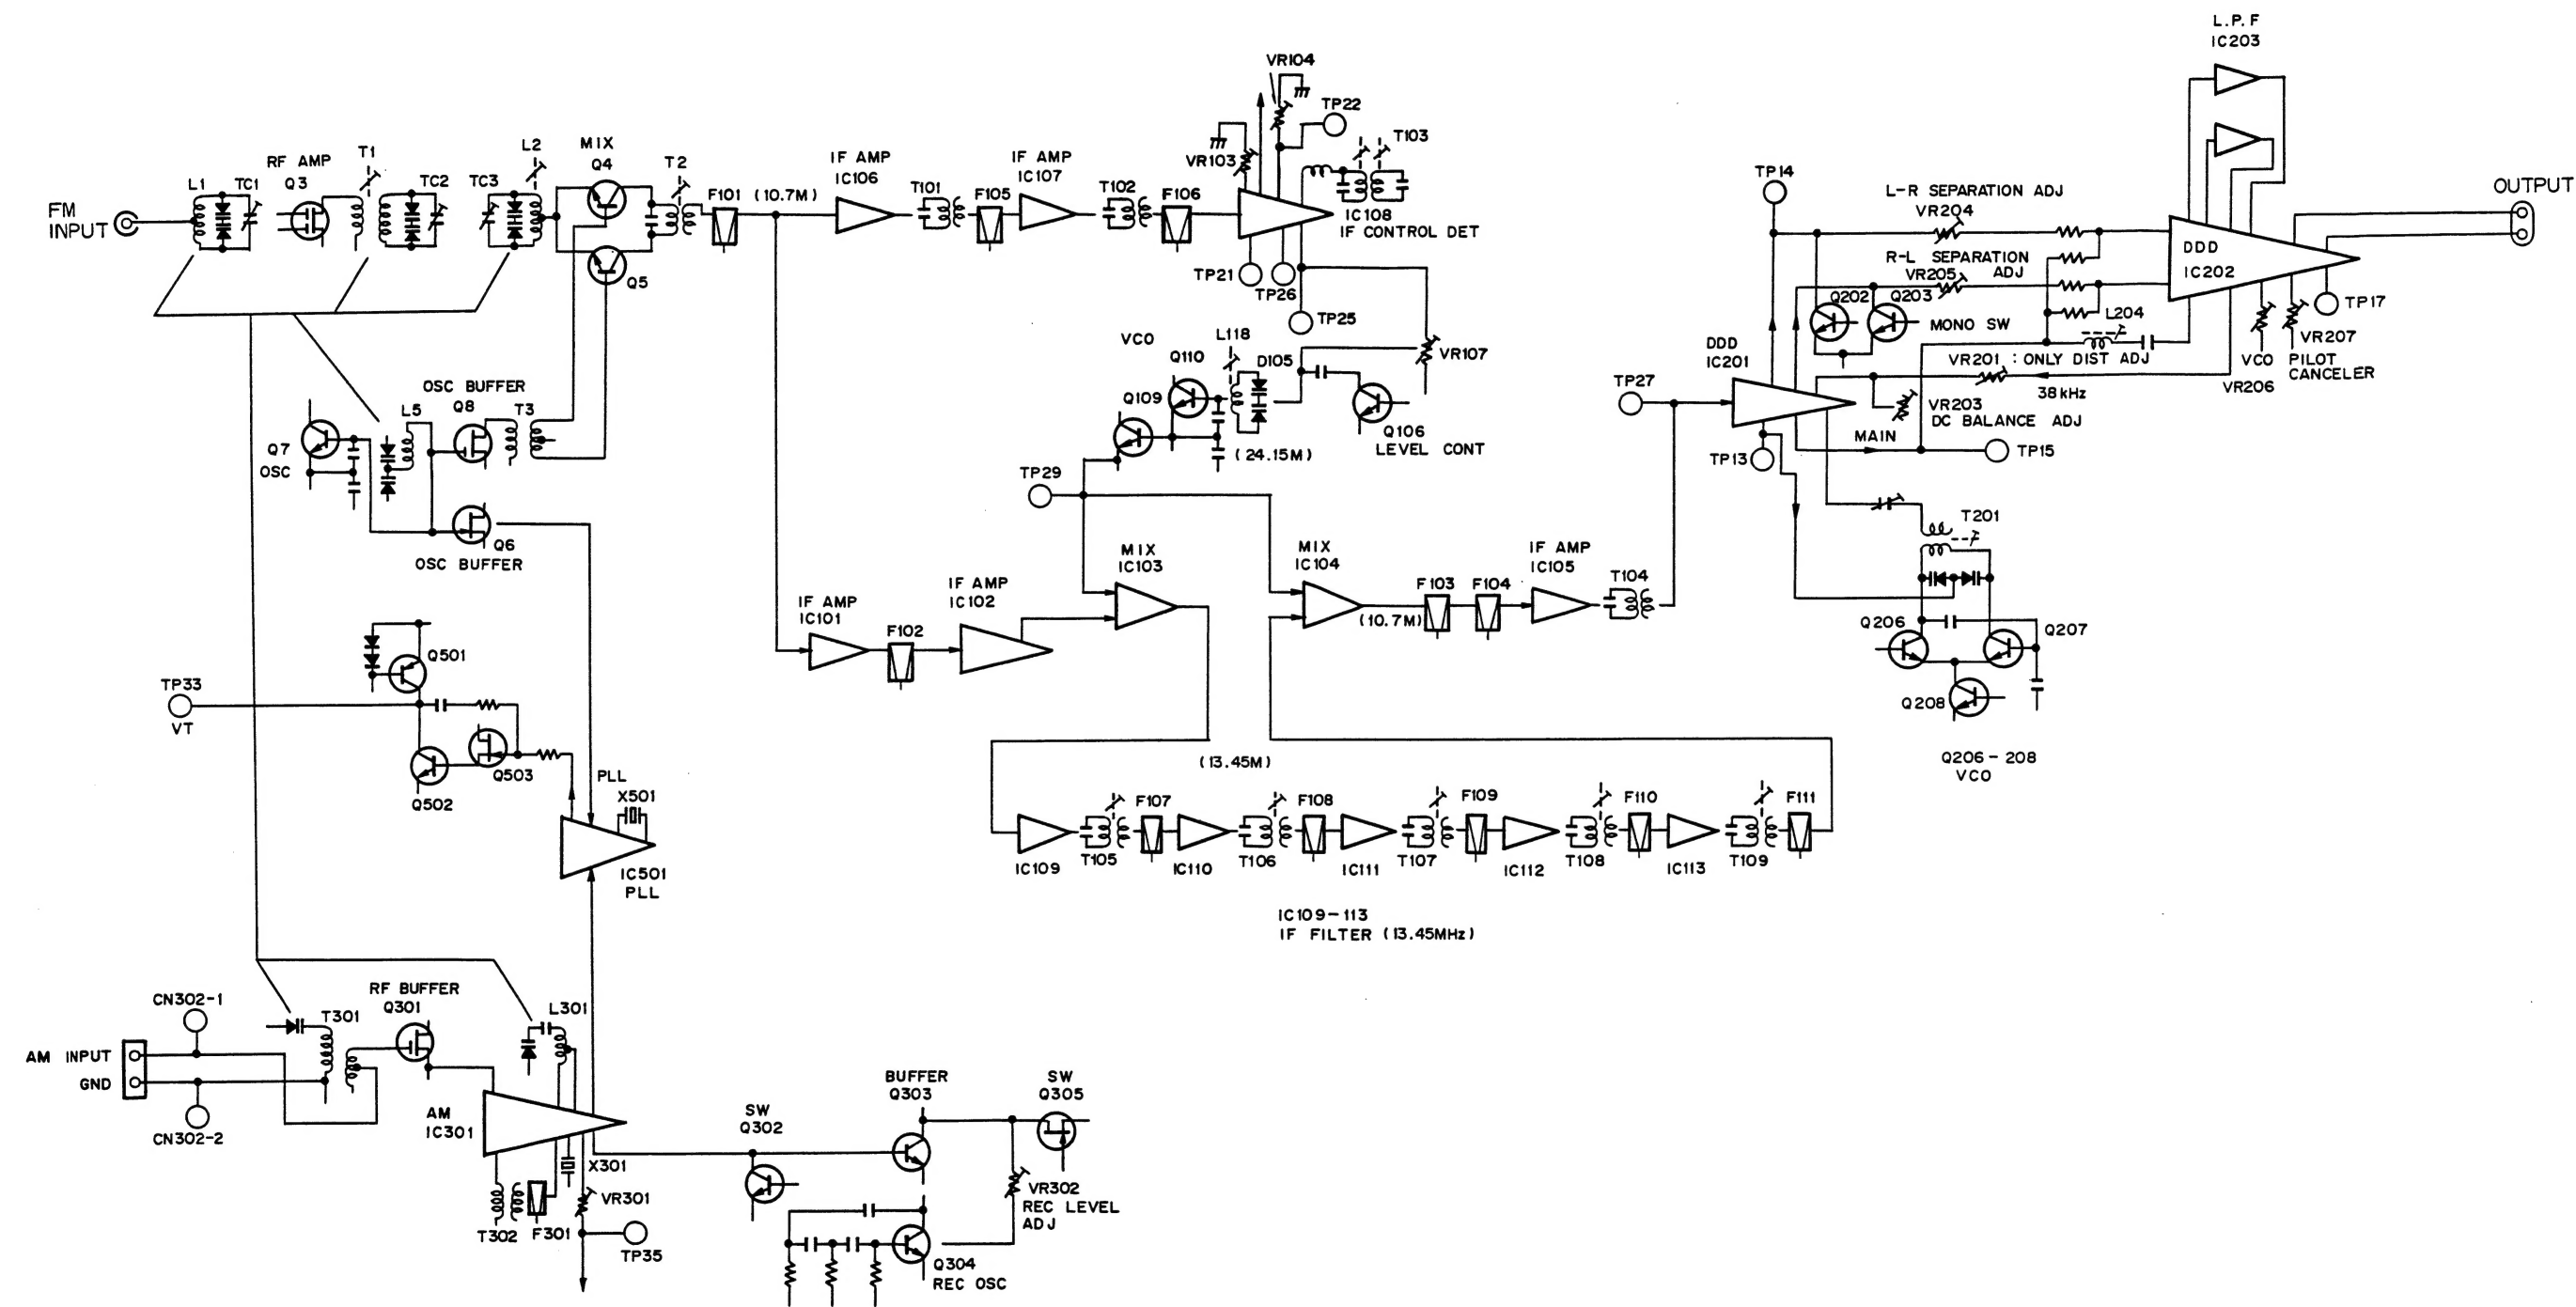 L.P.F
IC203
VR104
TP22
T103
VR103
FM
INPUT
L1
TC1
RF AMP
Q3
T1
TC2
TC3
L2
MIX
Q4
T2
Q5
F101
(10.7M)
IF AMP
IC106
T101
F105
IF AMP
IC107
T102
F106
IC108
IF CONTROL DET
TP21
TP26
TP25
TP14
L-R SEPARATION ADJ
VR204
R-L SEPARATION
ADJ
VR205
Q202
Q203
MONO SW
DDD
IC202
OUTPUT
TP17
L204
VR207
PILOT
CANCELER
VCO
VR206
VR201 : ONLY DIST ADJ
38kHz
VR203
DC BALANCE ADJ
DDD
IC201
TP27
TP13
MAIN
TP15
VCO
Q110
L118
D105
VR107
Q109
(24.15M)
Q106
LEVEL CONT
TP29
OSC BUFFER
Q8
T3
L5
Q7
OSC
Q6
OSC BUFFER
MIX
IC103
MIX
IC104
(10.7M)
F103
F104
IF AMP
IC105
T104
IF AMP
IC101
F102
IF AMP
IC102
T201
Q206
Q207
Q208
Q206-208
VCO
Q501
TP33
VT
Q503
Q502
PLL
X501
IC501
PLL
(13.45M)
IC109
T105
F107
IC110
T106
F108
IC111
T107
F109
IC112
T108
F110
IC113
T109
F111
IC109-113
IF FILTER (13.45MHz)
CN302-1
AM INPUT
GND
CN302-2
T301
RF BUFFER
Q301
L301
AM
IC301
X301
VR301
T302
F301
TP35
SW
Q302
BUFFER
Q303
SW
Q305
VR302
REC LEVEL
ADJ
Q304
REC OSC